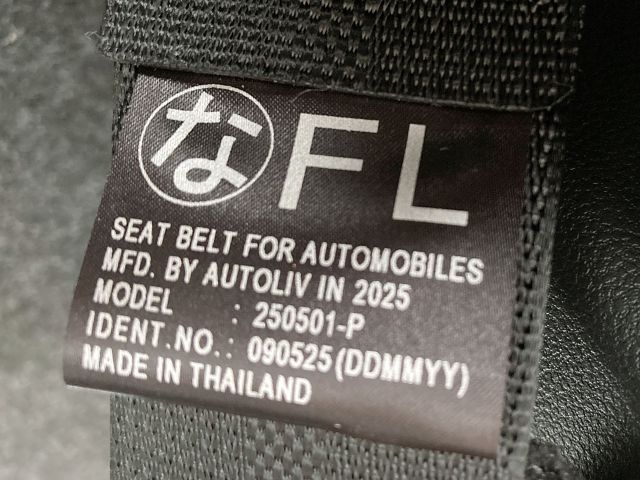 な FL
SEAT BELT FOR AUTOMOBILES
MFD. BY AUTOLIV IN 2025
MODEL : 250501-P
IDENT.NO.: 090525(DDMMYY)
MADE IN THAILAND